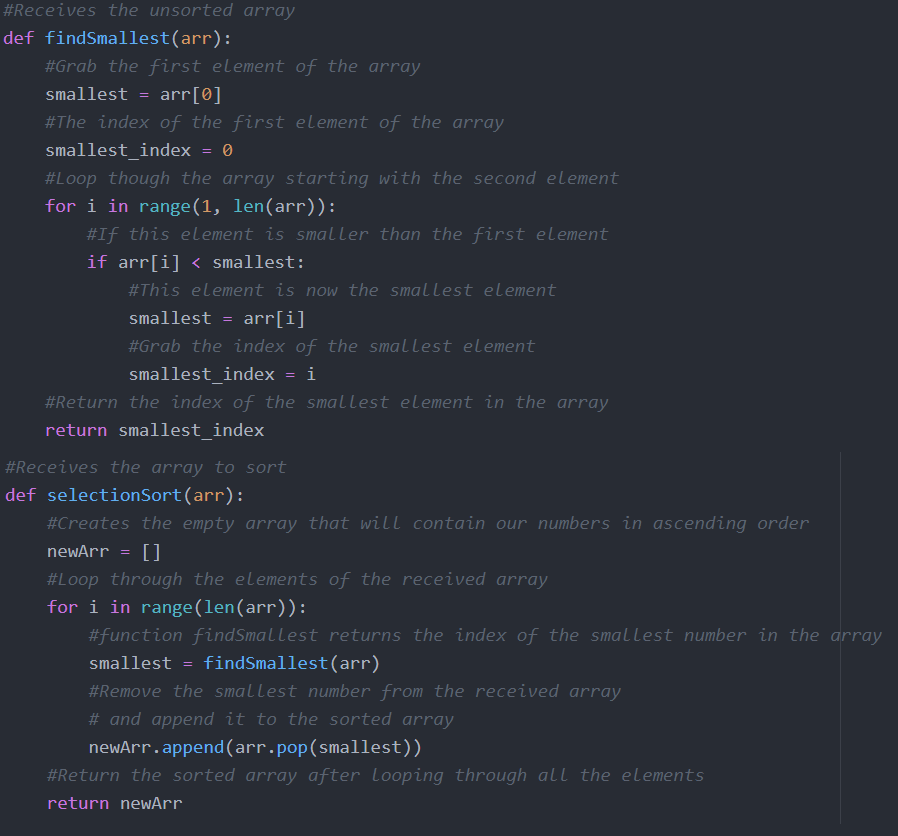 #Receives the unsorted array
def findSmallest(arr):
    #Grab the first element of the array
    smallest = arr[0]
    #The index of the first element of the array
    smallest_index = 0
    #Loop though the array starting with the second element
    for i in range(1, len(arr)):
        #If this element is smaller than the first element
        if arr[i] < smallest:
            #This element is now the smallest element
            smallest = arr[i]
            #Grab the index of the smallest element
            smallest_index = i
    #Return the index of the smallest element in the array
    return smallest_index
#Receives the array to sort
def selectionSort(arr):
    #Creates the empty array that will contain our numbers in ascending order
    newArr = []
    #Loop through the elements of the received array
    for i in range(len(arr)):
        #function findSmallest returns the index of the smallest number in the array
        smallest = findSmallest(arr)
        #Remove the smallest number from the received array
        # and append it to the sorted array
        newArr.append(arr.pop(smallest))
    #Return the sorted array after looping through all the elements
    return newArr